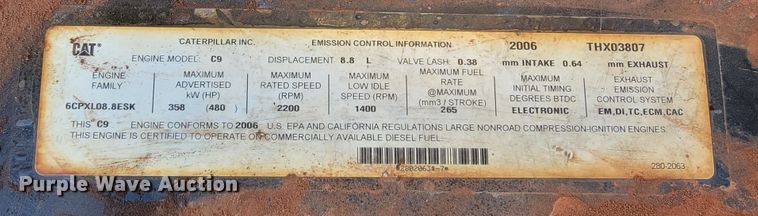 CAT CATERPILLAR INC. EMISSION CONTROL INFORMATION 2006 THX03807
ENGINE MODEL: C9 DISPLACEMENT 8.8 L VALVE LASH: 0.38 mm INTAKE 0.64 mm EXHAUST
ENGINE FAMILY
6CPXL08.8ESK
MAXIMUM ADVERTISED kW (HP)
358 (480)
MAXIMUM RATED SPEED (RPM)
2200
MAXIMUM LOW IDLE SPEED (RPM)
1400
MAXIMUM FUEL RATE @MAXIMUM (mm3 / STROKE)
265
MAXIMUM INITIAL TIMING DEGREES BTDC
ELECTRONIC
EXHAUST EMISSION CONTROL SYSTEM
EM,DI,TC,ECM,CAC
THIS C9 ENGINE CONFORMS TO 2006 U.S. EPA AND CALIFORNIA REGULATIONS LARGE NONROAD COMPRESSION-IGNITION ENGINES.
THIS ENGINE IS CERTIFIED TO OPERATE ON COMMERCIALLY AVAILABLE DIESEL FUEL.
280-2063
Purple Wave Auction